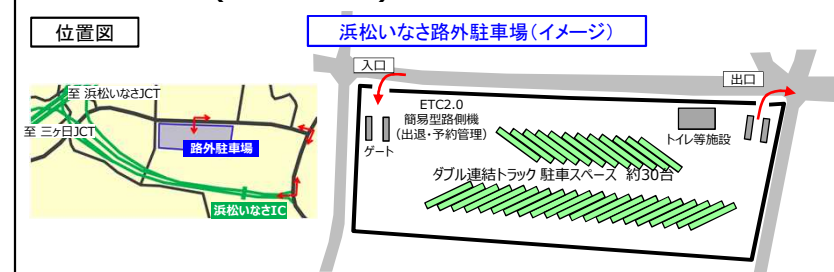 位置図
浜松いなさ路外駐車場(イメージ)
至 浜松いなさJCT
至 三ヶ日JCT
路外駐車場
浜松いなさIC
入口
出口
ETC2.0
簡易型路側機
(出退・予約管理)
ゲート
トイレ等施設
ダブル連結トラック 駐車スペース 約30台